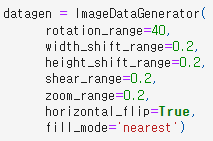 datagen = ImageDataGenerator(
        rotation_range=40,
        width_shift_range=0.2,
        height_shift_range=0.2,
        shear_range=0.2,
        zoom_range=0.2,
        horizontal_flip=True,
        fill_mode='nearest')